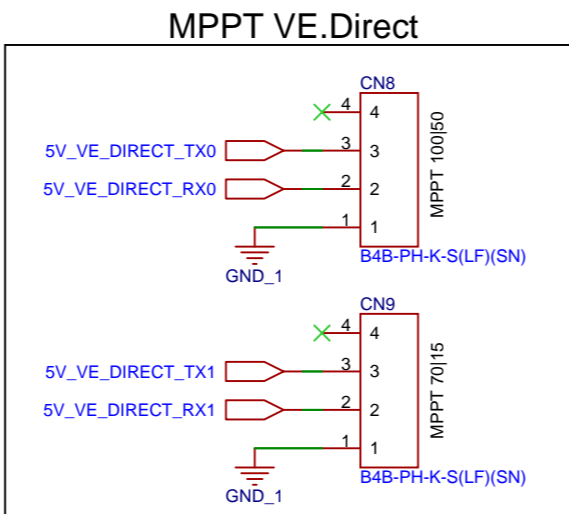 MPPT VE.Direct
CN8
4 4
5V_VE_DIRECT_TX0 3 3
5V_VE_DIRECT_RX0 2 2
1 1
MPPT 100|50
GND_1
B4B-PH-K-S(LF)(SN)
CN9
4 4
5V_VE_DIRECT_TX1 3 3
5V_VE_DIRECT_RX1 2 2
1 1
MPPT 70|15
GND_1
B4B-PH-K-S(LF)(SN)